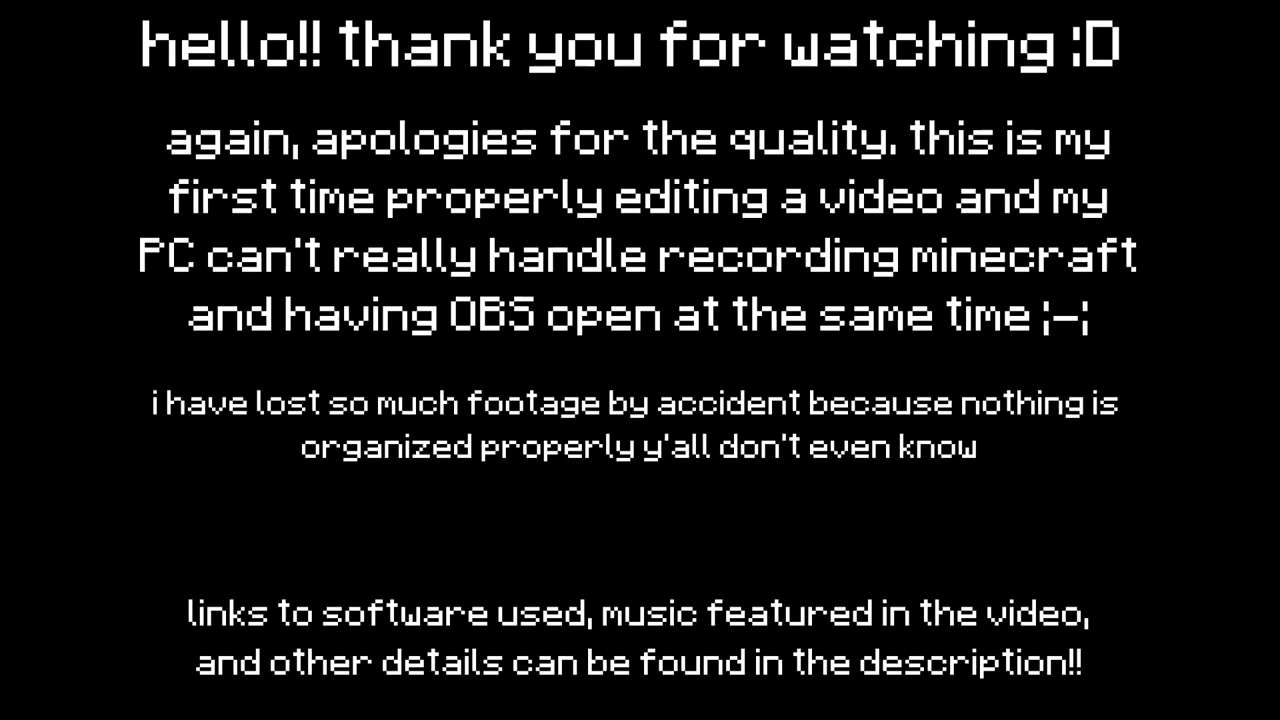 hello!! thank you for watching :D
again, apologies for the quality. this is my
first time properly editing a video and my
PC can't really handle recording minecraft
and having OBS open at the same time ;-;
i have lost so much footage by accident because nothing is
organized properly y'all don't even know
links to software used, music featured in the video,
and other details can be found in the description!!